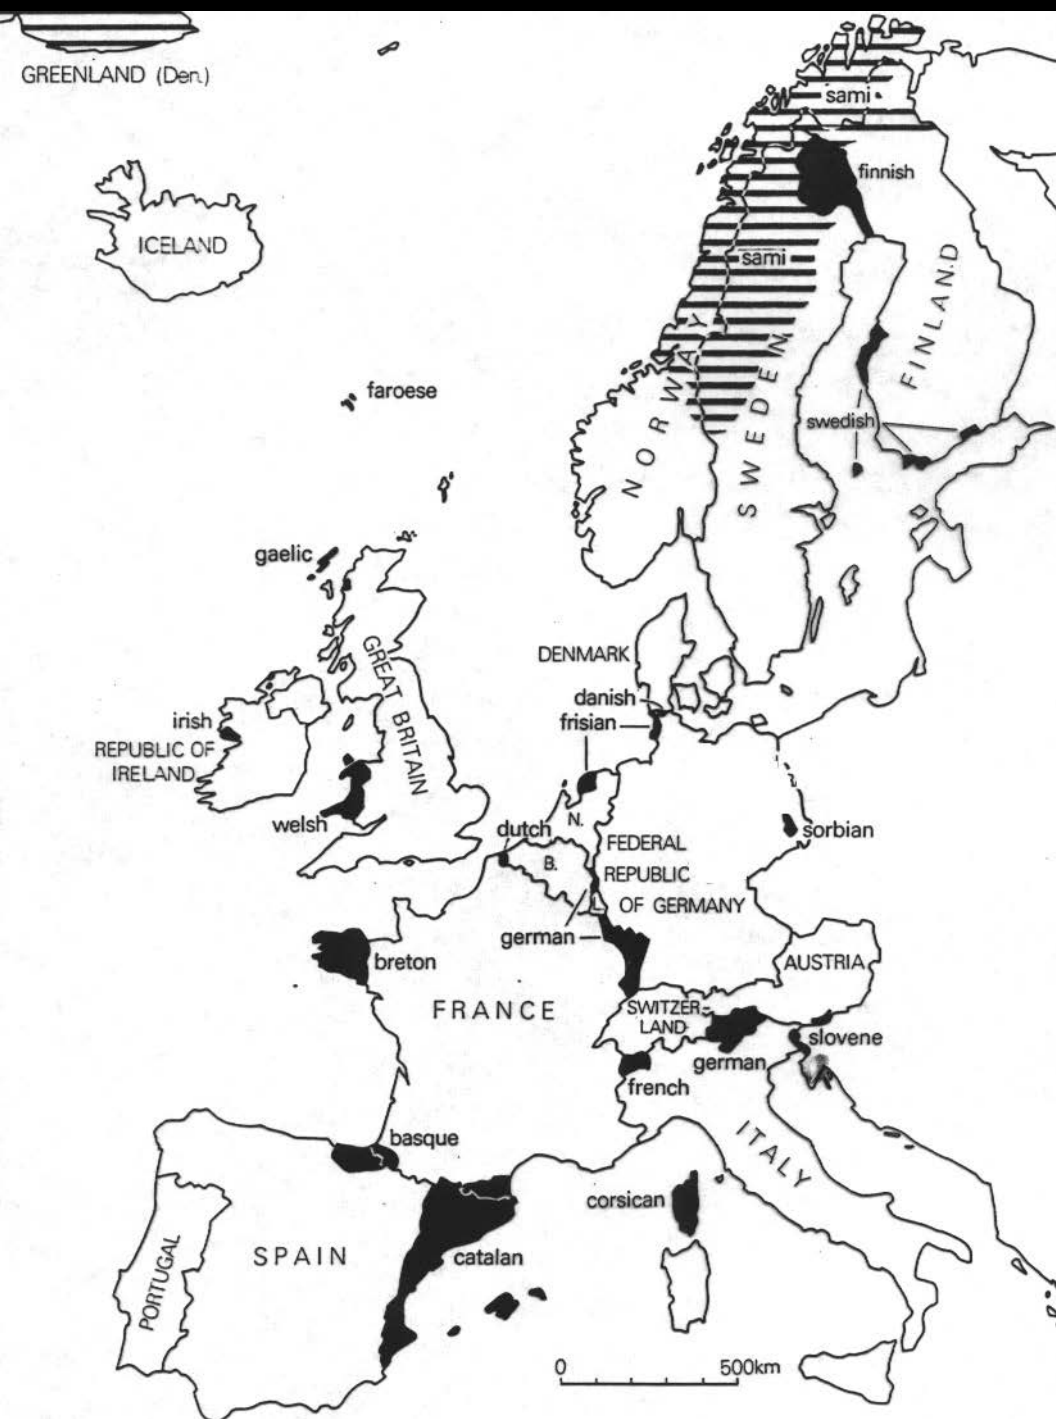 GREENLAND (Den.)
sami
finnish
ICELAND
sami
FINLAND
NORWAY
SWEDEN
faroese
swedish
gaelic
GREAT BRITAIN
DENMARK
danish
frisian
irish
REPUBLIC OF
IRELAND
welsh
dutch
N.
B.
L.
sorbian
FEDERAL
REPUBLIC
OF GERMANY
german
breton
AUSTRIA
FRANCE
SWITZER-
LAND
slovene
german
french
basque
ITALY
corsican
SPAIN
catalan
PORTUGAL
0 500km